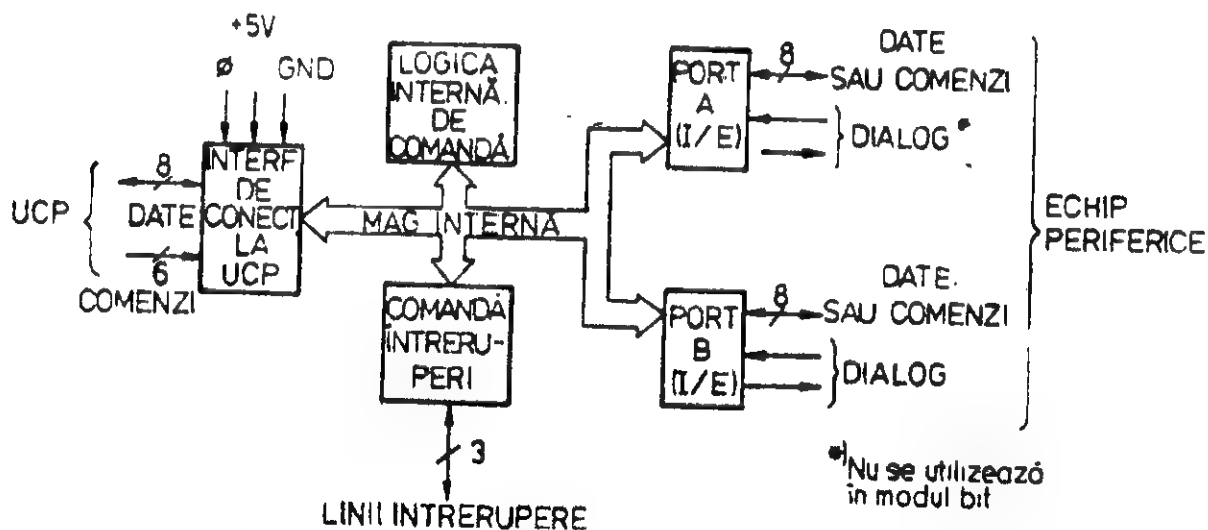 +5V
Φ GND
UCP
8
DATE
6
COMENZI
INTERF
DE
CONECT
LA
UCP
LOGICA
INTERNĂ
DE
COMANDĂ
MAG INTERNĂ
COMANDĂ
ÎNTRERU-
PERI
3
LINII INTRERUPERE
PORT
A
(I/E)
8
DATE
SAU COMENZI
DIALOG*
PORT
B
(I/E)
8
DATE
SAU COMENZI
DIALOG
ECHIP
PERIFERICE
*) Nu se utilizează
în modul bit